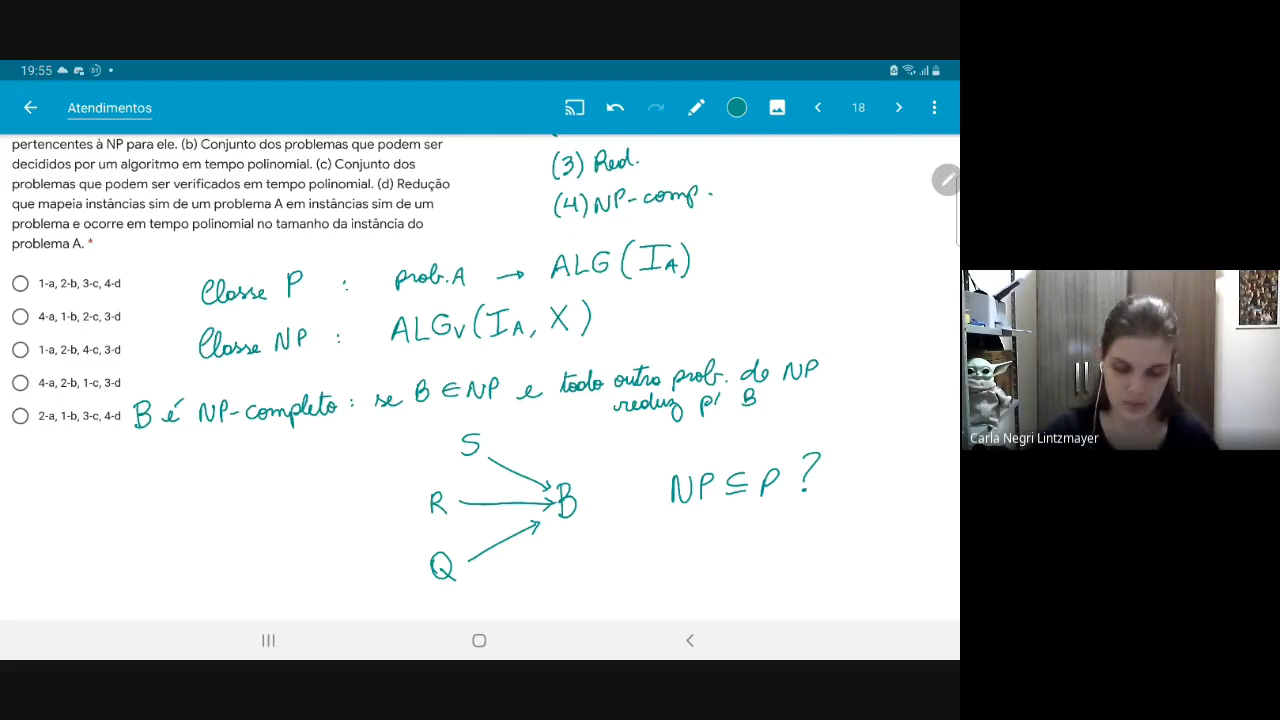 19:55
Atendimentos
18
pertencentes à NP para ele. (b) Conjunto dos problemas que podem ser
decididos por um algoritmo em tempo polinomial. (c) Conjunto dos
problemas que podem ser verificados em tempo polinomial. (d) Redução
que mapeia instâncias sim de um problema A em instâncias sim de um
problema e ocorre em tempo polinomial no tamanho da instância do
problema A. *
(3) Red.
(4) NP-comp.
1-a, 2-b, 3-c, 4-d
4-a, 1-b, 2-c, 3-d
1-a, 2-b, 4-c, 3-d
4-a, 2-b, 1-c, 3-d
2-a, 1-b, 3-c, 4-d
Classe P : prob. A → ALG(I_A)
Classe NP : ALG_V(I_A, X)
B é NP-completo: se B ∈ NP e todo outro prob. do NP
reduz p/ B
S
R
B
Q
NP ⊆ P ?
Carla Negri Lintzmayer